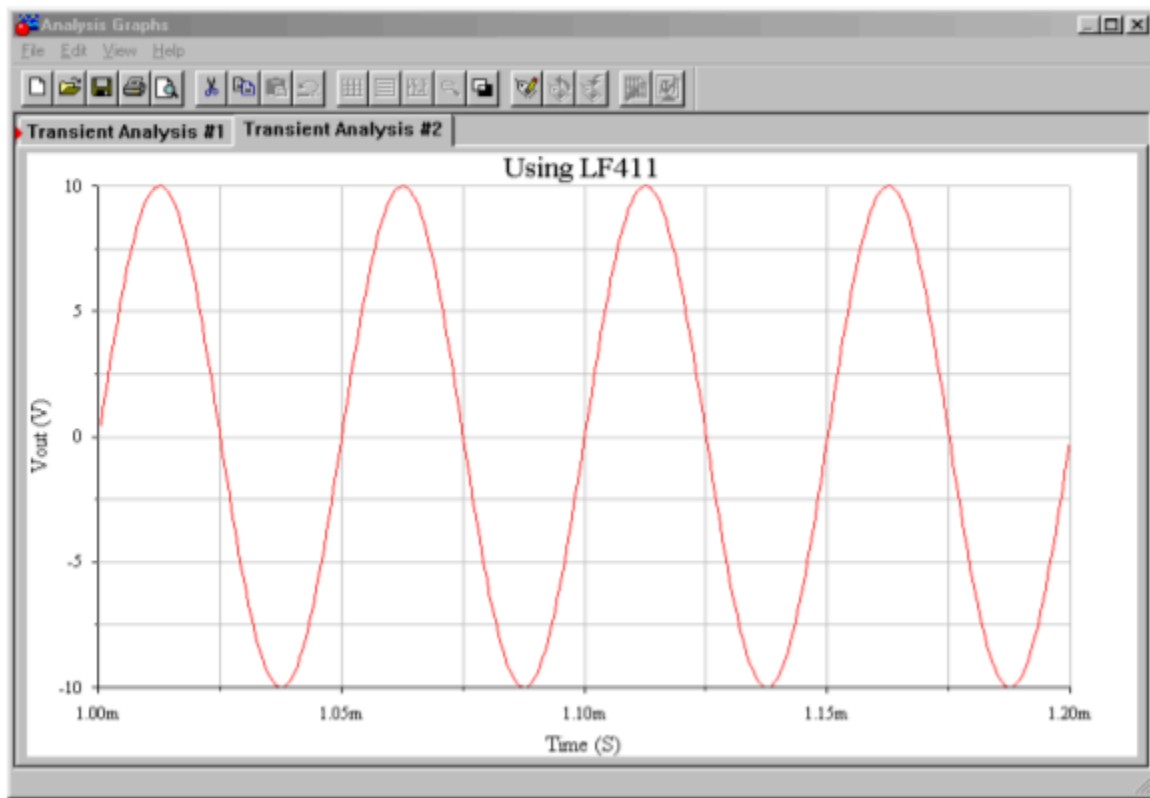 Analysis Graphs
File Edit View Help
Transient Analysis #1 Transient Analysis #2
Using LF411
10
5
Vout (V)
0
-5
-10
1.00m 1.05m 1.10m 1.15m 1.20m
Time (S)